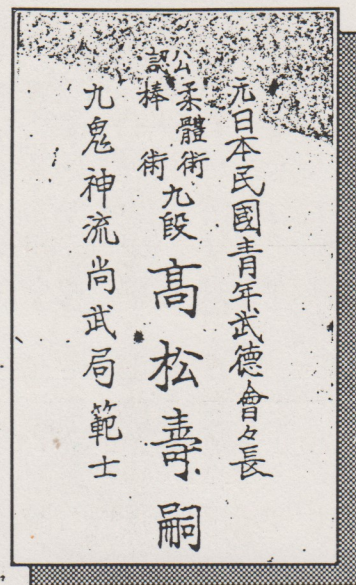 元日本民國青年武德會々長
公認
柔體術
棒術
九段
髙松壽嗣
九鬼神流尚武局範士